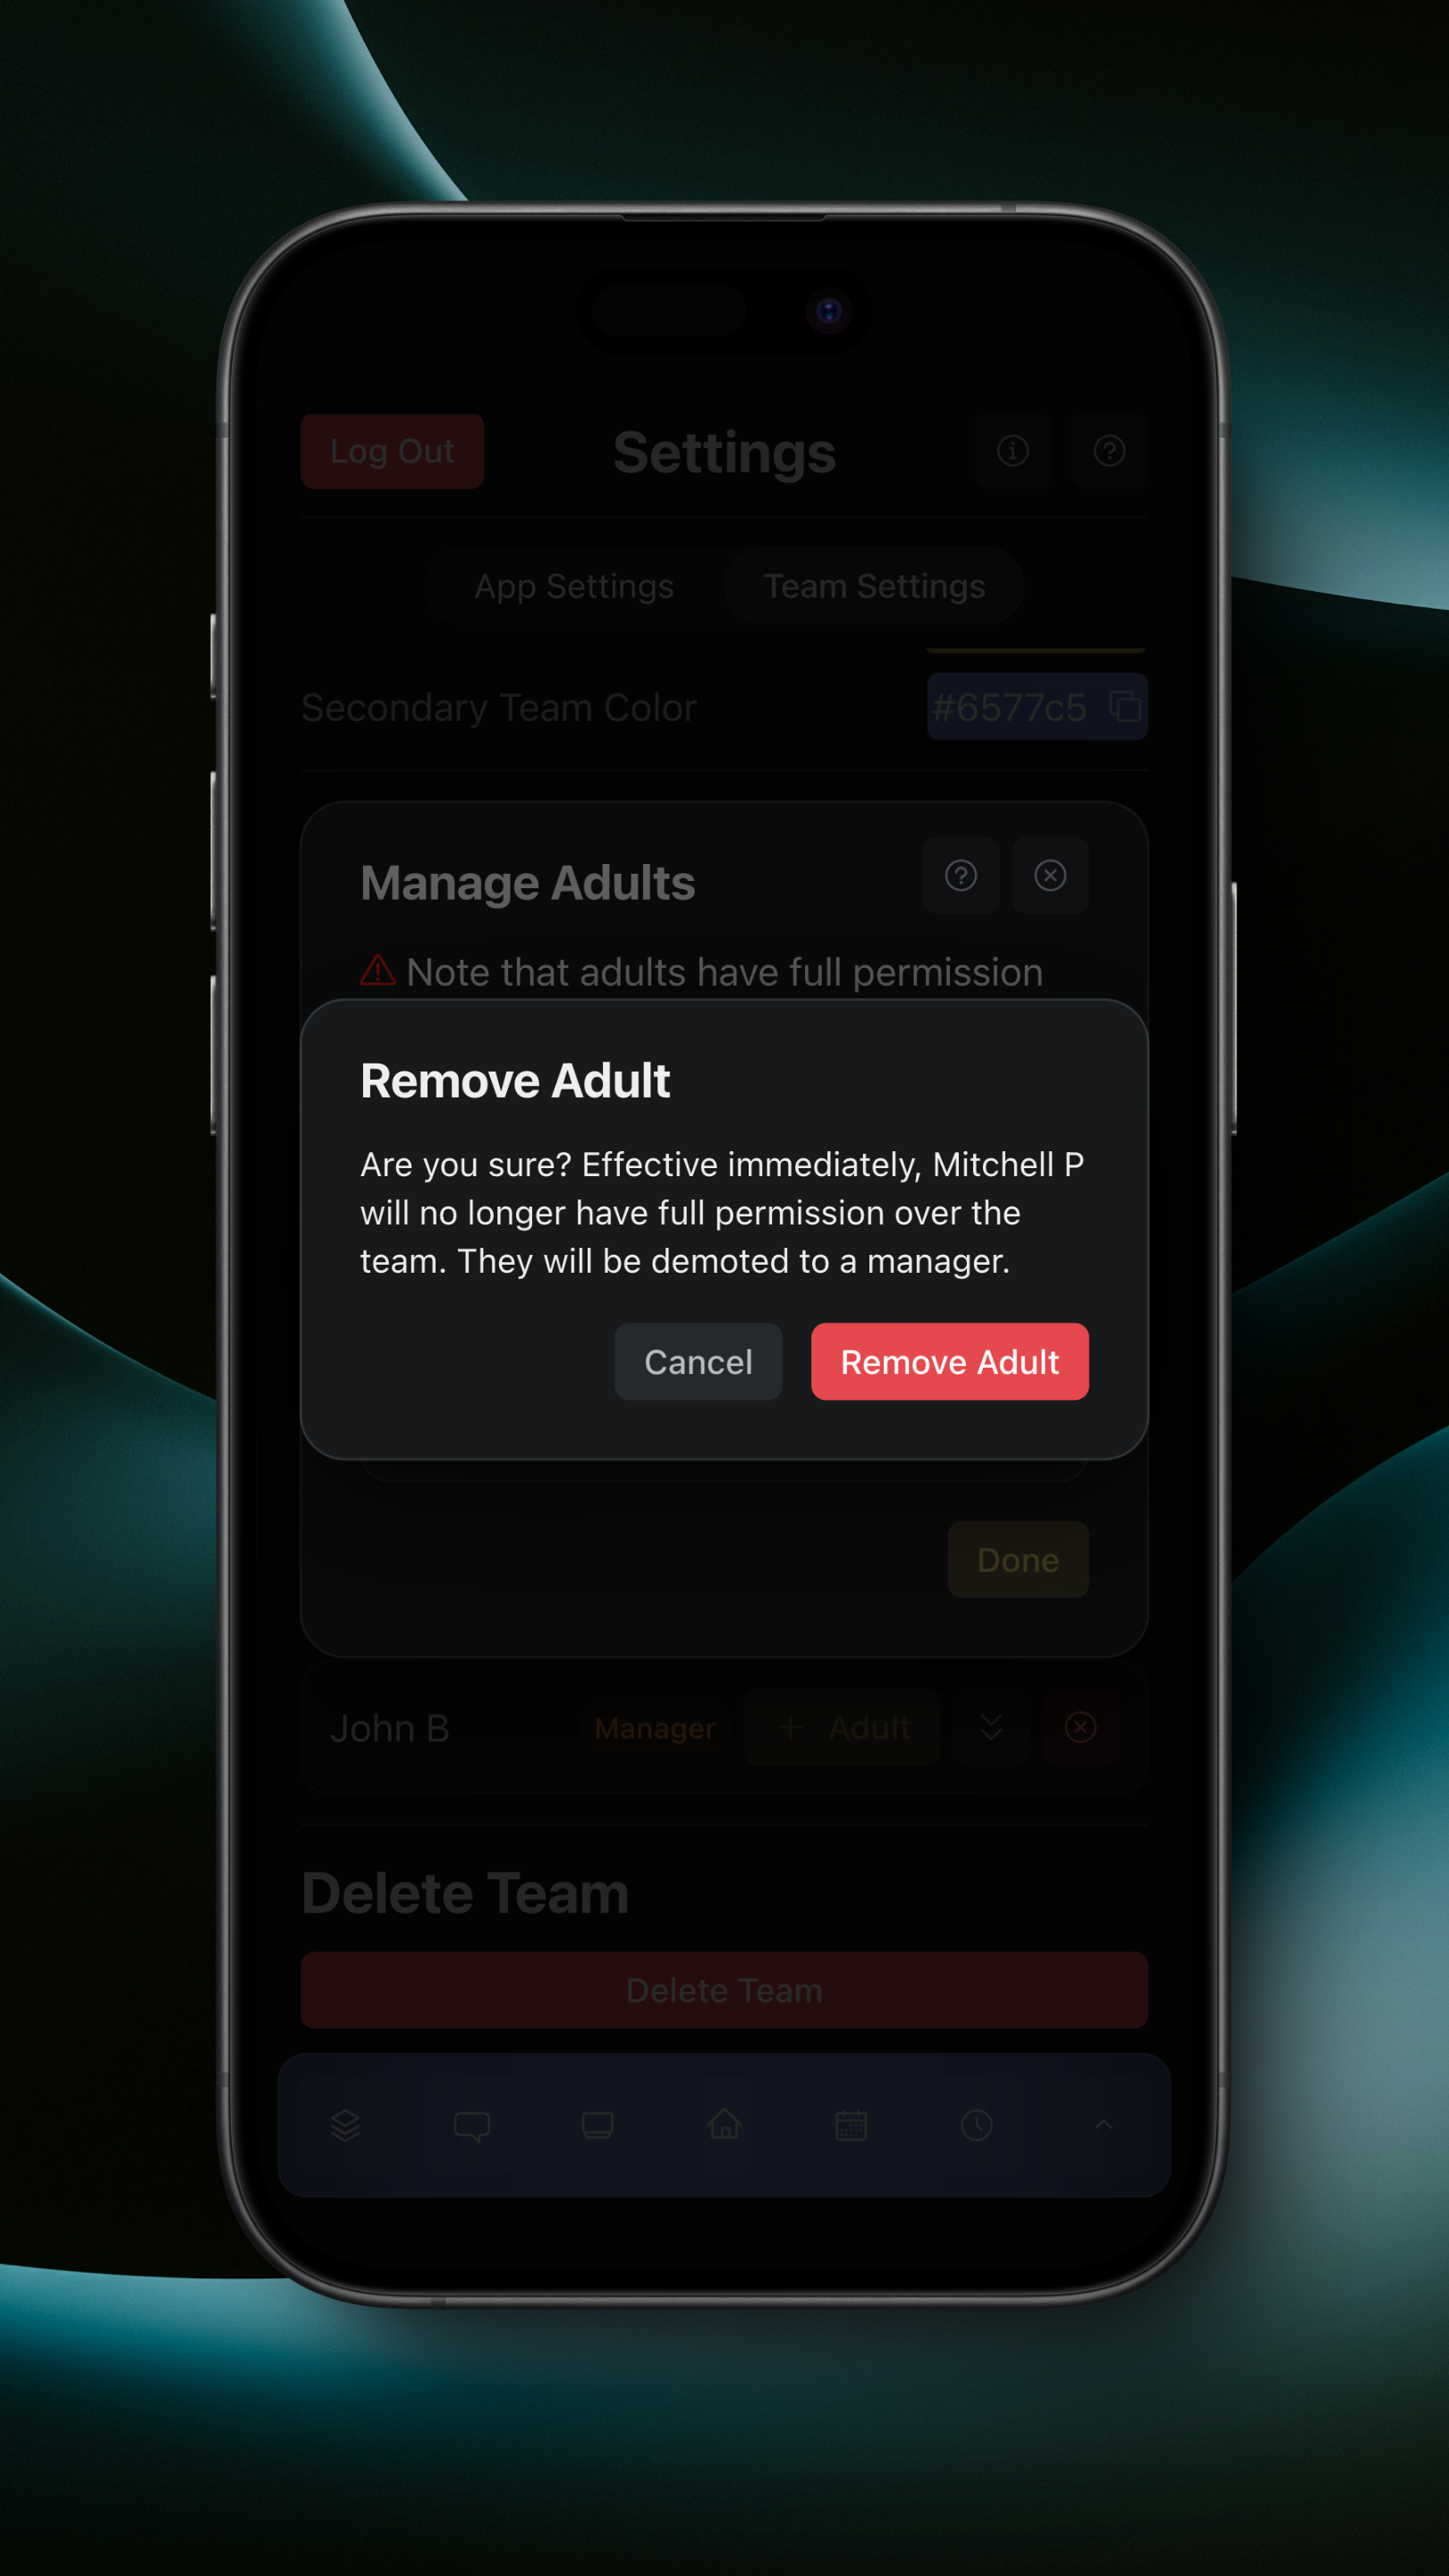 Log Out
Settings
App Settings
Team Settings
Secondary Team Color
#6577c5
Manage Adults
Note that adults have full permission
Remove Adult
Are you sure? Effective immediately, Mitchell P
will no longer have full permission over the
team. They will be demoted to a manager.
Cancel
Remove Adult
Done
John B
Manager
+ Adult
Delete Team
Delete Team